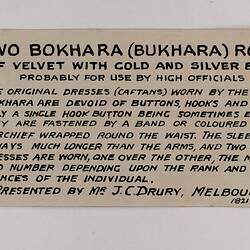 WO BOKHARA (BUKHARA) RO
F VELVET WITH GOLD AND SILVER E
PROBABLY FOR USE BY HIGH OFFICIALS
E ORIGINAL DRESSES (CAFTANS) WORN BY THE
KHARA ARE DEVOID OF BUTTONS, HOOKS AND
Y A SINGLE HOOK BUTTON BEING SOMETIMES E
EY ARE FASTENED BY A BAND OR COLOURED
RCHIEF WRAPPED ROUND THE WAIST. THE SLEE
AYS MUCH LONGER THAN THE ARMS, AND TWO
ESSES ARE WORN, ONE OVER THE OTHER, THE M
D NUMBER DEPENDING UPON THE RANK AND
NCES OF THE INDIVIDUAL.
PRESENTED BY MR J.C. DRURY, MELBOU
1821